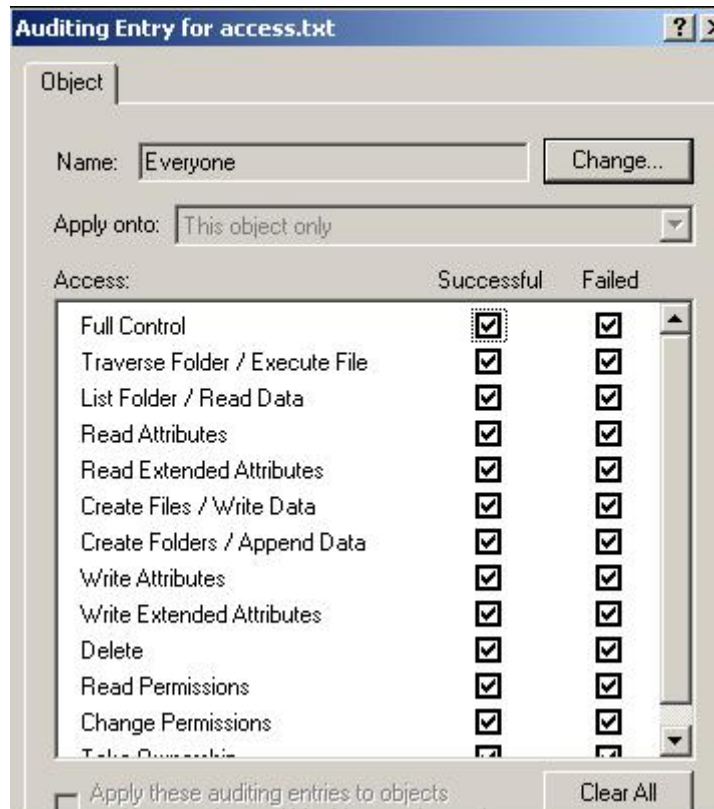 Auditing Entry for access.txt
Object
Name: Everyone Change...
Apply onto: This object only
Access: Successful Failed
Full Control
Traverse Folder / Execute File
List Folder / Read Data
Read Attributes
Read Extended Attributes
Create Files / Write Data
Create Folders / Append Data
Write Attributes
Write Extended Attributes
Delete
Read Permissions
Change Permissions
Take Ownership
Apply these auditing entries to objects Clear All